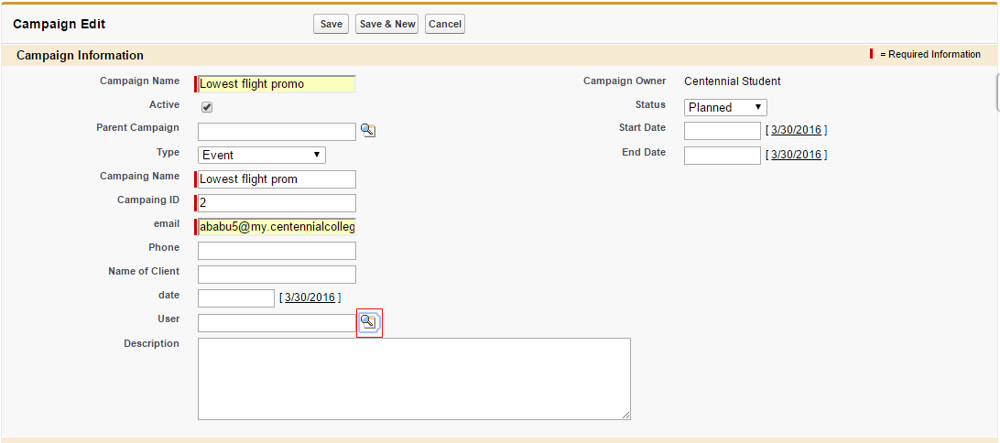 Campaign Edit Save Save & New Cancel
Campaign Information = Required Information
Campaign Name Lowest flight promo Campaign Owner Centennial Student
Active Status Planned
Parent Campaign Start Date [ 3/30/2016 ]
Type Event End Date [ 3/30/2016 ]
Campaing Name Lowest flight prom
Campaing ID 2
email ababu5@my.centennialcolleg
Phone
Name of Client
date [ 3/30/2016 ]
User
Description